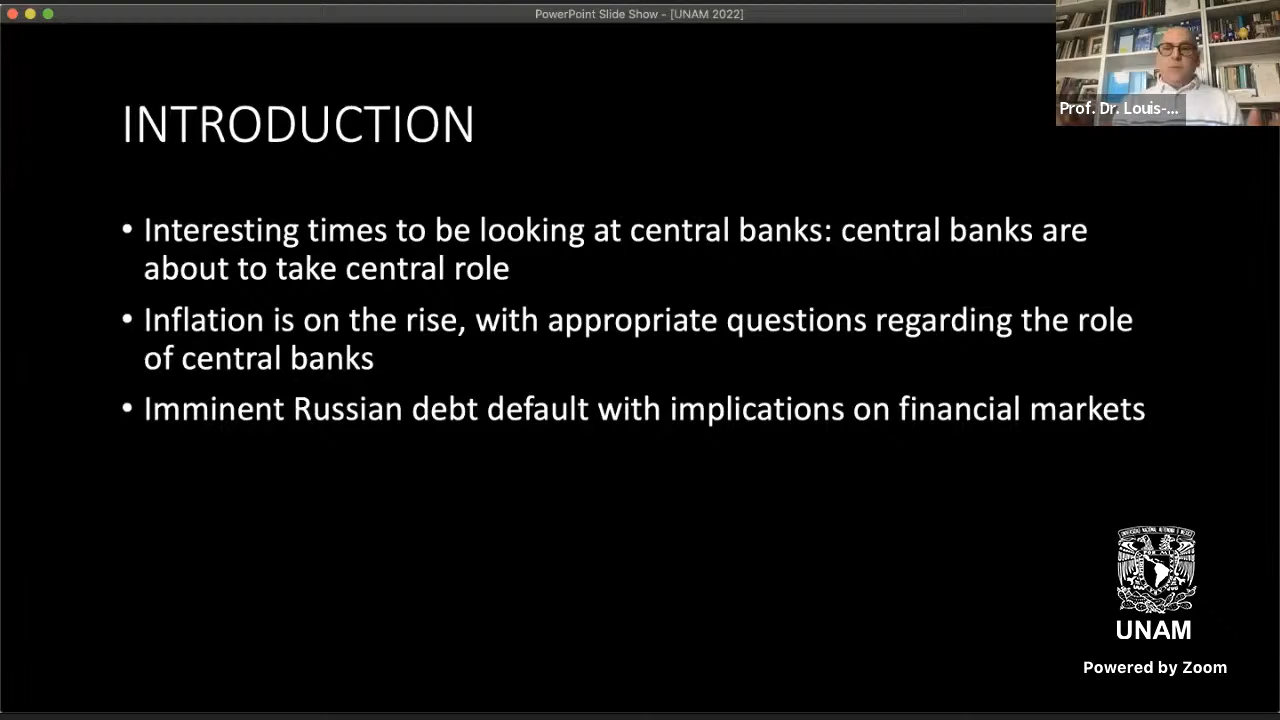 PowerPoint Slide Show - [UNAM 2022]
Prof. Dr. Louis-...
INTRODUCTION
• Interesting times to be looking at central banks: central banks are
about to take central role
• Inflation is on the rise, with appropriate questions regarding the role
of central banks
• Imminent Russian debt default with implications on financial markets
UNAM
Powered by Zoom